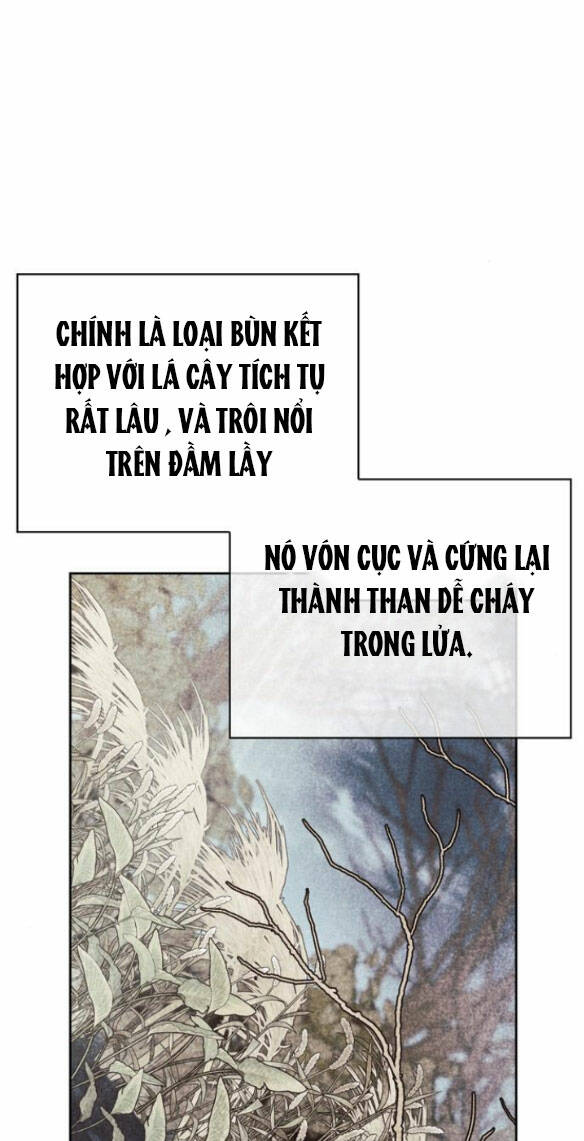 CHÍNH LÀ LOẠI BÙN KẾT
HỢP VỚI LÁ CÂY TÍCH TỤ
RẤT LÂU , VÀ TRÔI NỔI
TRÊN ĐẦM LẦY
NÓ VÓN CỤC VÀ CỨNG LẠI
THÀNH THAN DỄ CHÁY
TRONG LỬA.